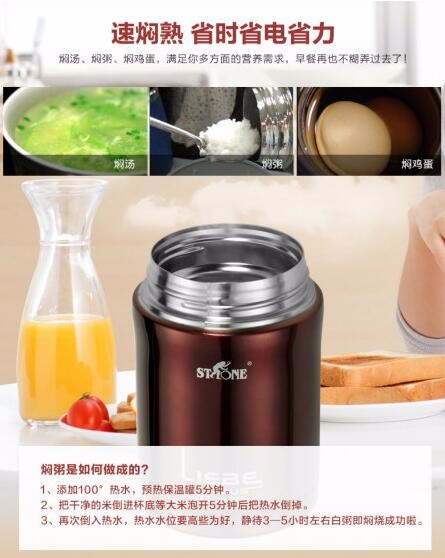 速焖熟 省时省电省力
焖汤、焖粥、焖鸡蛋，满足你多方面的营养需求，早餐再也不糊弄过去了！
焖汤
焖粥
焖鸡蛋
ST NE ®
焖粥是如何做成的？
1、添加100°热水，预热保温罐5分钟。
2、把干净的米倒进杯底等大米泡开5分钟后把热水倒掉。
3、再次倒入热水，热水水位要高些为好，静待3—5小时左右白粥即焖烧成功啦。